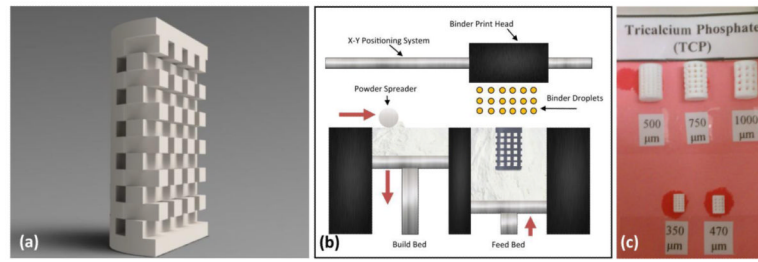 (a)
Binder Print Head
X-Y Positioning System
Powder Spreader
Binder Droplets
Build Bed
Feed Bed
(b)
Tricalcium Phosphate
(TCP)
500
µm
750
µm
1000
µm
350
µm
470
µm
(c)